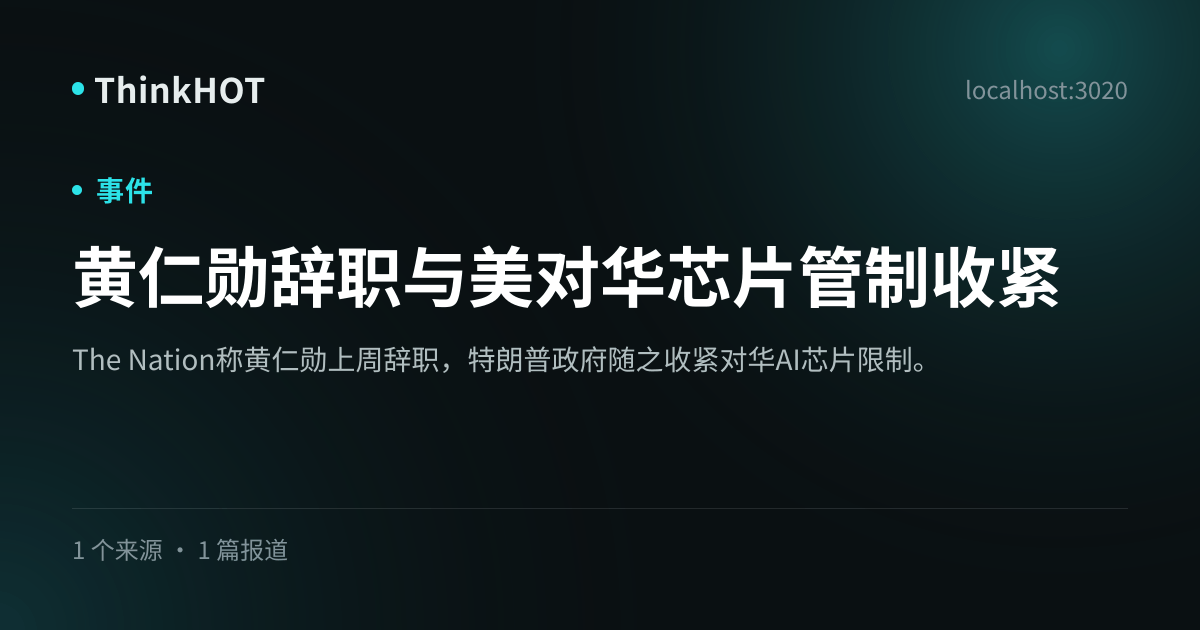 ThinkHOT
localhost:3020
事件
黄仁勋辞职与美对华芯片管制收紧
The Nation称黄仁勋上周辞职，特朗普政府随之收紧对华AI芯片限制。
1 个来源 · 1 篇报道